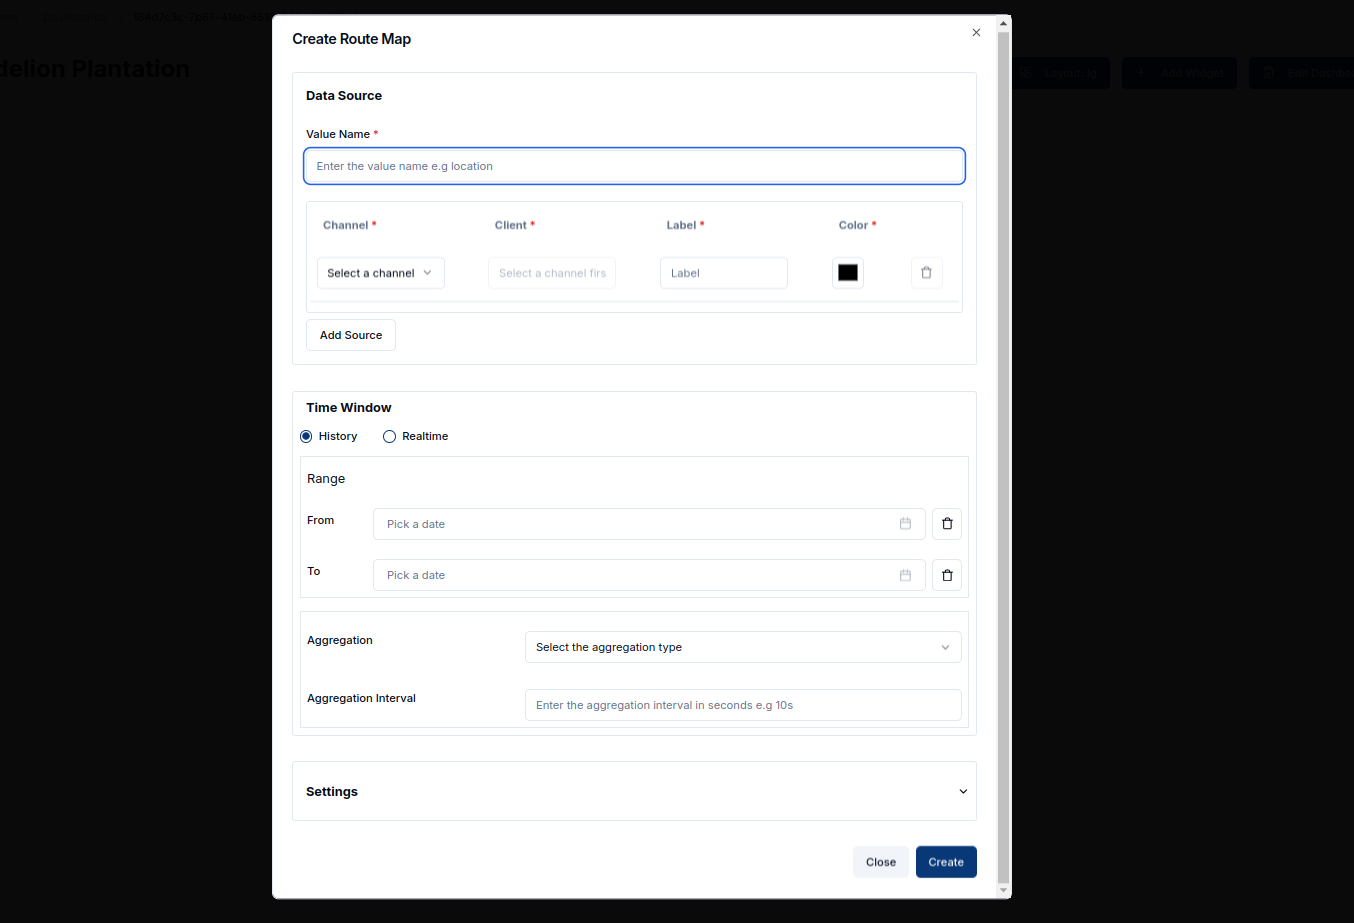 delion Plantation
Layout: lg
Add Widget
Create Route Map
Data Source
Value Name *
Enter the value name e.g location
Channel * Client * Label * Color *
Select a channel Select a channel firs Label
Add Source
Time Window
History Realtime
Range
From Pick a date
To Pick a date
Aggregation Select the aggregation type
Aggregation Interval Enter the aggregation interval in seconds e.g 10s
Settings
Close Create